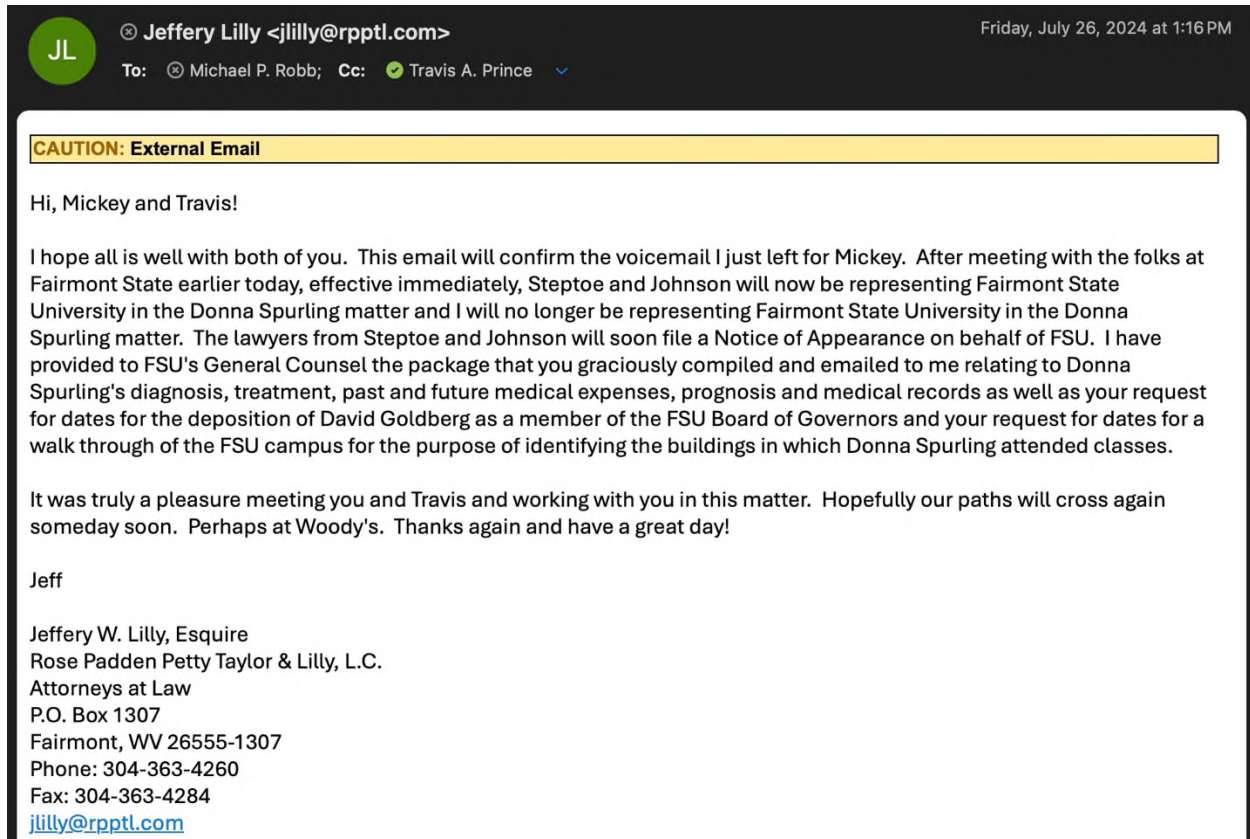 JL
Jeffery Lilly <jlilly@rpptl.com>
Friday, July 26, 2024 at 1:16 PM
To: Michael P. Robb; Cc: Travis A. Prince
CAUTION: External Email
Hi, Mickey and Travis!
I hope all is well with both of you. This email will confirm the voicemail I just left for Mickey. After meeting with the folks at
Fairmont State earlier today, effective immediately, Steptoe and Johnson will now be representing Fairmont State
University in the Donna Spurling matter and I will no longer be representing Fairmont State University in the Donna
Spurling matter. The lawyers from Steptoe and Johnson will soon file a Notice of Appearance on behalf of FSU. I have
provided to FSU's General Counsel the package that you graciously compiled and emailed to me relating to Donna
Spurling's diagnosis, treatment, past and future medical expenses, prognosis and medical records as well as your request
for dates for the deposition of David Goldberg as a member of the FSU Board of Governors and your request for dates for a
walk through of the FSU campus for the purpose of identifying the buildings in which Donna Spurling attended classes.
It was truly a pleasure meeting you and Travis and working with you in this matter. Hopefully our paths will cross again
someday soon. Perhaps at Woody's. Thanks again and have a great day!
Jeff
Jeffery W. Lilly, Esquire
Rose Padden Petty Taylor & Lilly, L.C.
Attorneys at Law
P.O. Box 1307
Fairmont, WV 26555-1307
Phone: 304-363-4260
Fax: 304-363-4284
jlilly@rpptl.com